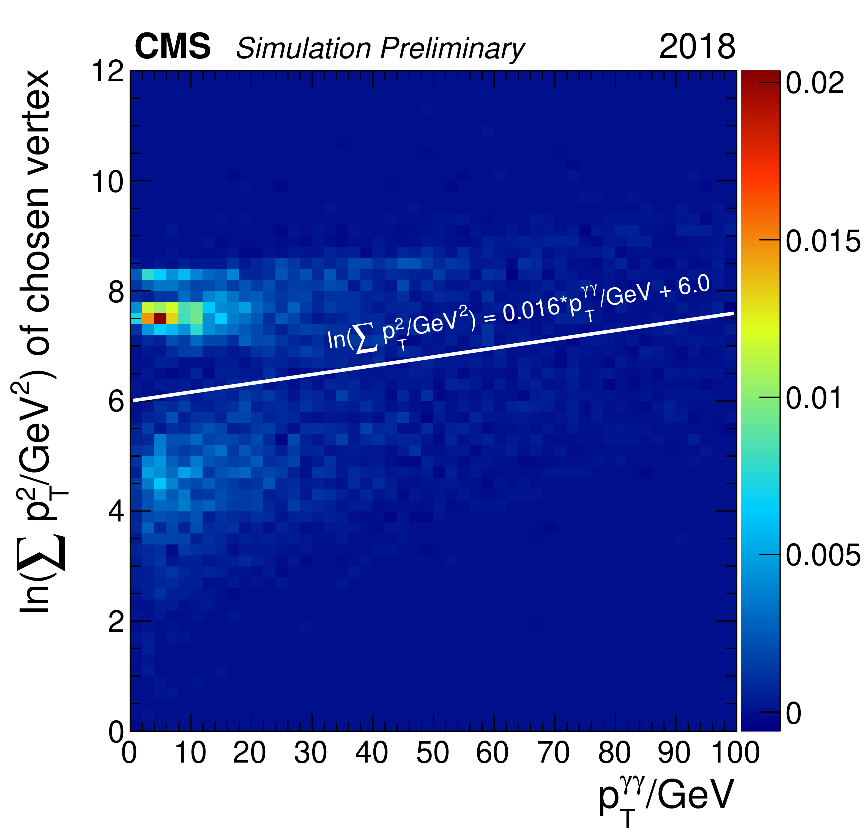 CMS Simulation Preliminary 2018
ln(∑ p_T^2/GeV^2) of chosen vertex
12
10
8
6
4
2
0
ln(∑ p_T^2/GeV^2) = 0.016*p_T^γγ/GeV + 6.0
0.02
0.015
0.01
0.005
0
0 10 20 30 40 50 60 70 80 90 100
p_T^γγ/GeV